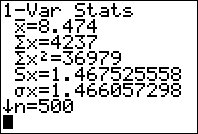 1-Var Stats
x̄=8.474
Σx=4237
Σx²=36979
Sx=1.467525558
σx=1.466057298
↓n=500